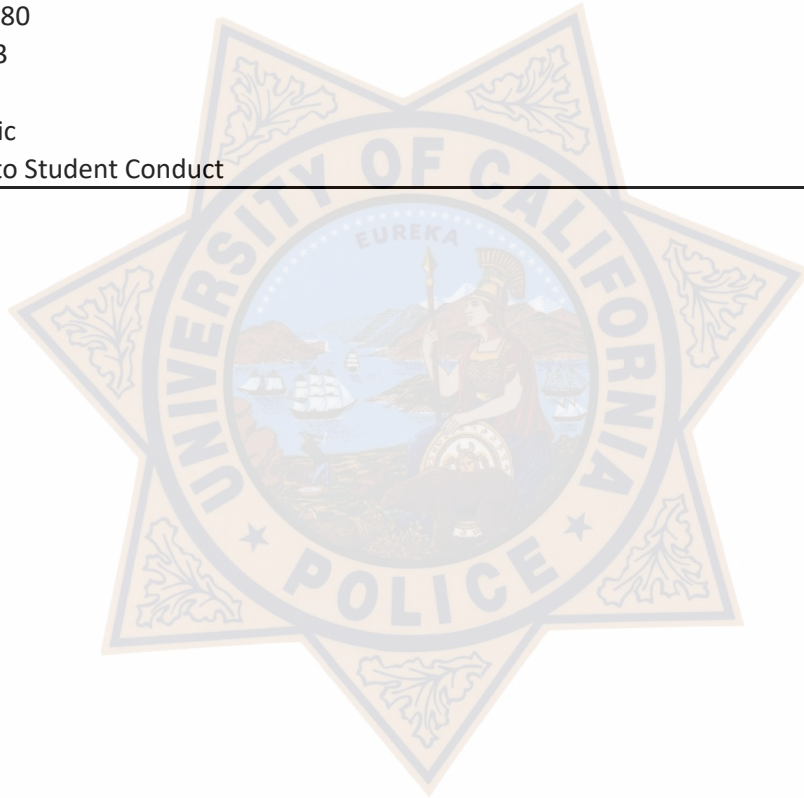 80
3
ic
to Student Conduct
UNIVERSITY OF CALIFORNIA
EUREKA
POLICE